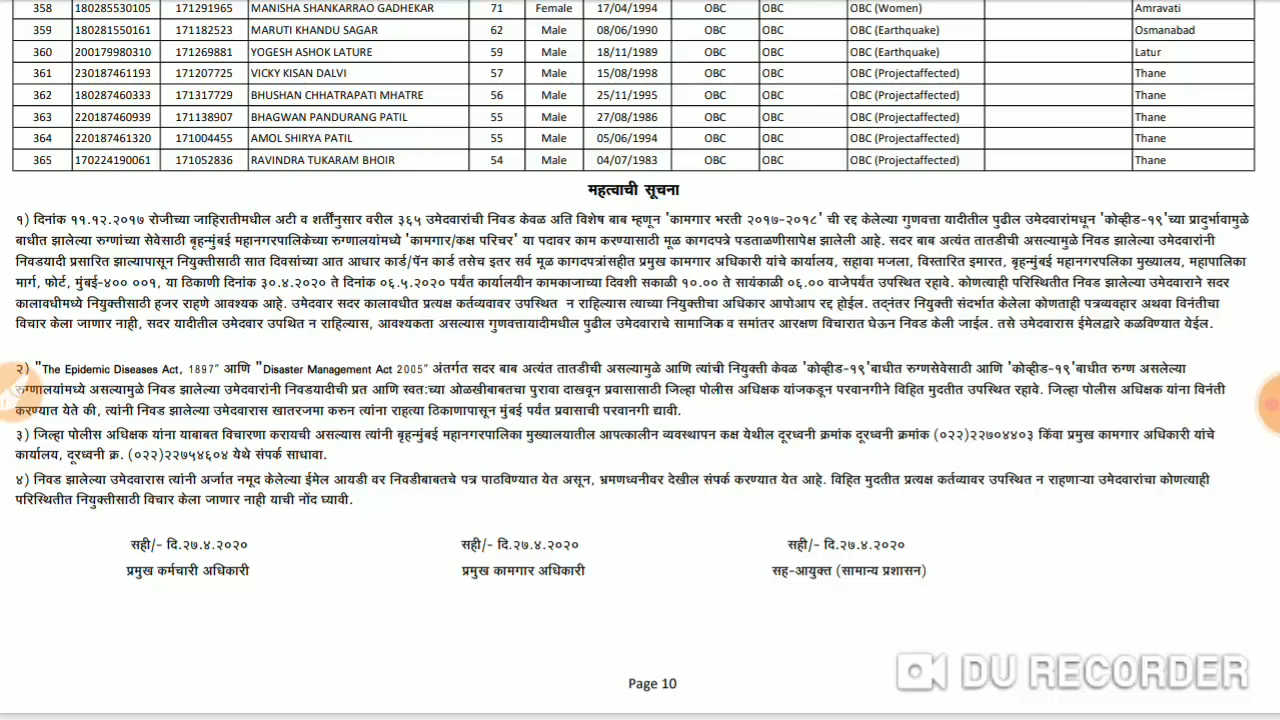 358 180285530105 171291965 MANISHA SHANKARRAO GADHEKAR 71 Female 17/04/1994 OBC OBC OBC (Women) Amravati
359 180281550161 171182523 MARUTI KHANDU SAGAR 62 Male 08/06/1990 OBC OBC OBC (Earthquake) Osmanabad
360 200179980310 171269881 YOGESH ASHOK LATURE 59 Male 18/11/1989 OBC OBC OBC (Earthquake) Latur
361 230187461193 171207725 VICKY KISAN DALVI 57 Male 15/08/1998 OBC OBC OBC (Projectaffected) Thane
362 180287460333 171317729 BHUSHAN CHHATRAPATI MHATRE 56 Male 25/11/1995 OBC OBC OBC (Projectaffected) Thane
363 220187460939 171138907 BHAGWAN PANDURANG PATIL 55 Male 27/08/1986 OBC OBC OBC (Projectaffected) Thane
364 220187461320 171004455 AMOL SHIRYA PATIL 55 Male 05/06/1994 OBC OBC OBC (Projectaffected) Thane
365 170224190061 171052836 RAVINDRA TUKARAM BHOIR 54 Male 04/07/1983 OBC OBC OBC (Projectaffected) Thane
महत्वाची सूचना
१) दिनांक ११.१२.२०१७ रोजीच्या जाहिरातीमधील अटी व शर्तींनुसार वरील ३६५ उमेदवारांची निवड केवळ अति विशेष बाब म्हणून 'कामगार भरती २०१७-२०१८' ची रद्द केलेल्या गुणवत्ता यादीतील पुढील उमेदवारांमधून 'कोव्हीड-१९'च्या प्रादुर्भावामुळे
बाधीत झालेल्या रुग्णांच्या सेवेसाठी बृहन्मुंबई महानगरपालिकेच्या रुग्णालयांमध्ये 'कामगार/कक्ष परिचर' या पदावर काम करण्यासाठी मूळ कागदपत्रे पडताळणीसापेक्ष झालेली आहे. सदर बाब अत्यंत तातडीची असल्यामुळे निवड झालेल्या उमेदवारांनी
निवडयादी प्रसारित झाल्यापासून नियुक्तीसाठी सात दिवसांच्या आत आधार कार्ड/पॅन कार्ड तसेच इतर सर्व मूळ कागदपत्रांसहीत प्रमुख कामगार अधिकारी यांचे कार्यालय, सहावा मजला, विस्तारित इमारत, बृहन्मुंबई महानगरपालिका मुख्यालय, महापालिका
मार्ग, फोर्ट, मुंबई-४०० ००१, या ठिकाणी दिनांक ३०.४.२०२० ते दिनांक ०६.५.२०२० पर्यंत कार्यालयीन कामकाजाच्या दिवशी सकाळी १०.०० ते सायंकाळी ०६.०० वाजेपर्यंत उपस्थित रहावे. कोणत्याही परिस्थितीत निवड झालेल्या उमेदवाराने सदर
कालावधीमध्ये नियुक्तीसाठी हजर राहणे आवश्यक आहे. उमेदवार सदर कालावधीत प्रत्यक्ष कर्तव्यवावर उपस्थित न राहिल्यास त्याच्या नियुक्तीचा अधिकार आपोआप रद्द होईल. तद्नंतर नियुक्ती संदर्भात केलेला कोणताही पत्रव्यवहार अथवा विनंतीचा
विचार केला जाणार नाही, सदर यादीतील उमेदवार उपथित न राहिल्यास, आवश्यकता असल्यास गुणवत्तायादीमधील पुढील उमेदवाराचे सामाजिक व समांतर आरक्षण विचारात घेऊन निवड केली जाईल. तसे उमेदवारास ईमेलद्वारे कळविण्यात येईल.
२) "The Epidemic Diseases Act, 1897" आणि "Disaster Management Act 2005" अंतर्गत सदर बाब अत्यंत तातडीची असल्यामुळे आणि त्यांची नियुक्ती केवळ 'कोव्हीड-१९'बाधीत रुग्णसेवेसाठी आणि 'कोव्हीड-१९'बाधीत रुग्ण असलेल्या
रुग्णालयांमध्ये असल्यामुळे निवड झालेल्या उमेदवारांनी निवडयादीची प्रत आणि स्वतःच्या ओळखीबाबतचा पुरावा दाखवून प्रवासासाठी जिल्हा पोलीस अधिक्षक यांजकडून परवानगीने विहित मुदतीत उपस्थित रहावे. जिल्हा पोलीस अधिक्षक यांना विनंती
करण्यात येते की, त्यांनी निवड झालेल्या उमेदवारास खातरजमा करुन त्यांना राहत्या ठिकाणापासून मुंबई पर्यंत प्रवासाची परवानगी द्यावी.
३) जिल्हा पोलीस अधिक्षक यांना याबाबत विचारणा करायची असल्यास त्यांनी बृहन्मुंबई महानगरपालिका मुख्यालयातील आपत्कालीन व्यवस्थापन कक्ष येथील दूरध्वनी क्रमांक दूरध्वनी क्रमांक (०२२)२२७०४४०३ किंवा प्रमुख कामगार अधिकारी यांचे
कार्यालय, दूरध्वनी क्र. (०२२)२२७५४६०४ येथे संपर्क साधावा.
४) निवड झालेल्या उमेदवारास त्यांनी अर्जात नमूद केलेल्या ईमेल आयडी वर निवडीबाबतचे पत्र पाठविण्यात येत असून, भ्रमणध्वनीवर देखील संपर्क करण्यात येत आहे. विहित मुदतीत प्रत्यक्ष कर्तव्यावर उपस्थित न राहणाऱ्या उमेदवारांचा कोणत्याही
परिस्थितीत नियुक्तीसाठी विचार केला जाणार नाही याची नोंद घ्यावी.
सही/- दि.२७.४.२०२० सही/- दि.२७.४.२०२० सही/- दि.२७.४.२०२०
प्रमुख कर्मचारी अधिकारी प्रमुख कामगार अधिकारी सह-आयुक्त (सामान्य प्रशासन)
DU RECORDER
Page 10